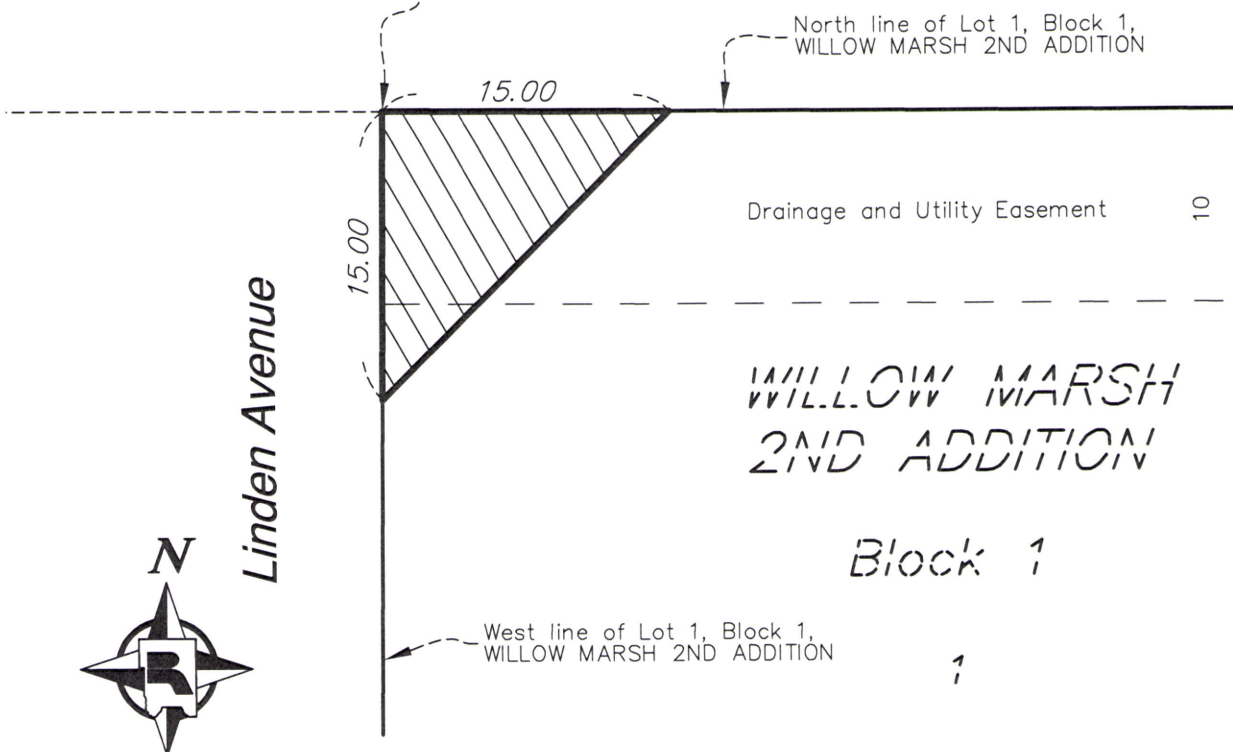 North line of Lot 1, Block 1,
WILLOW MARSH 2ND ADDITION
15.00
15.00
Drainage and Utility Easement
10
Linden Avenue
WILLOW MARSH
2ND ADDITION
Block 1
1
N
R
West line of Lot 1, Block 1,
WILLOW MARSH 2ND ADDITION